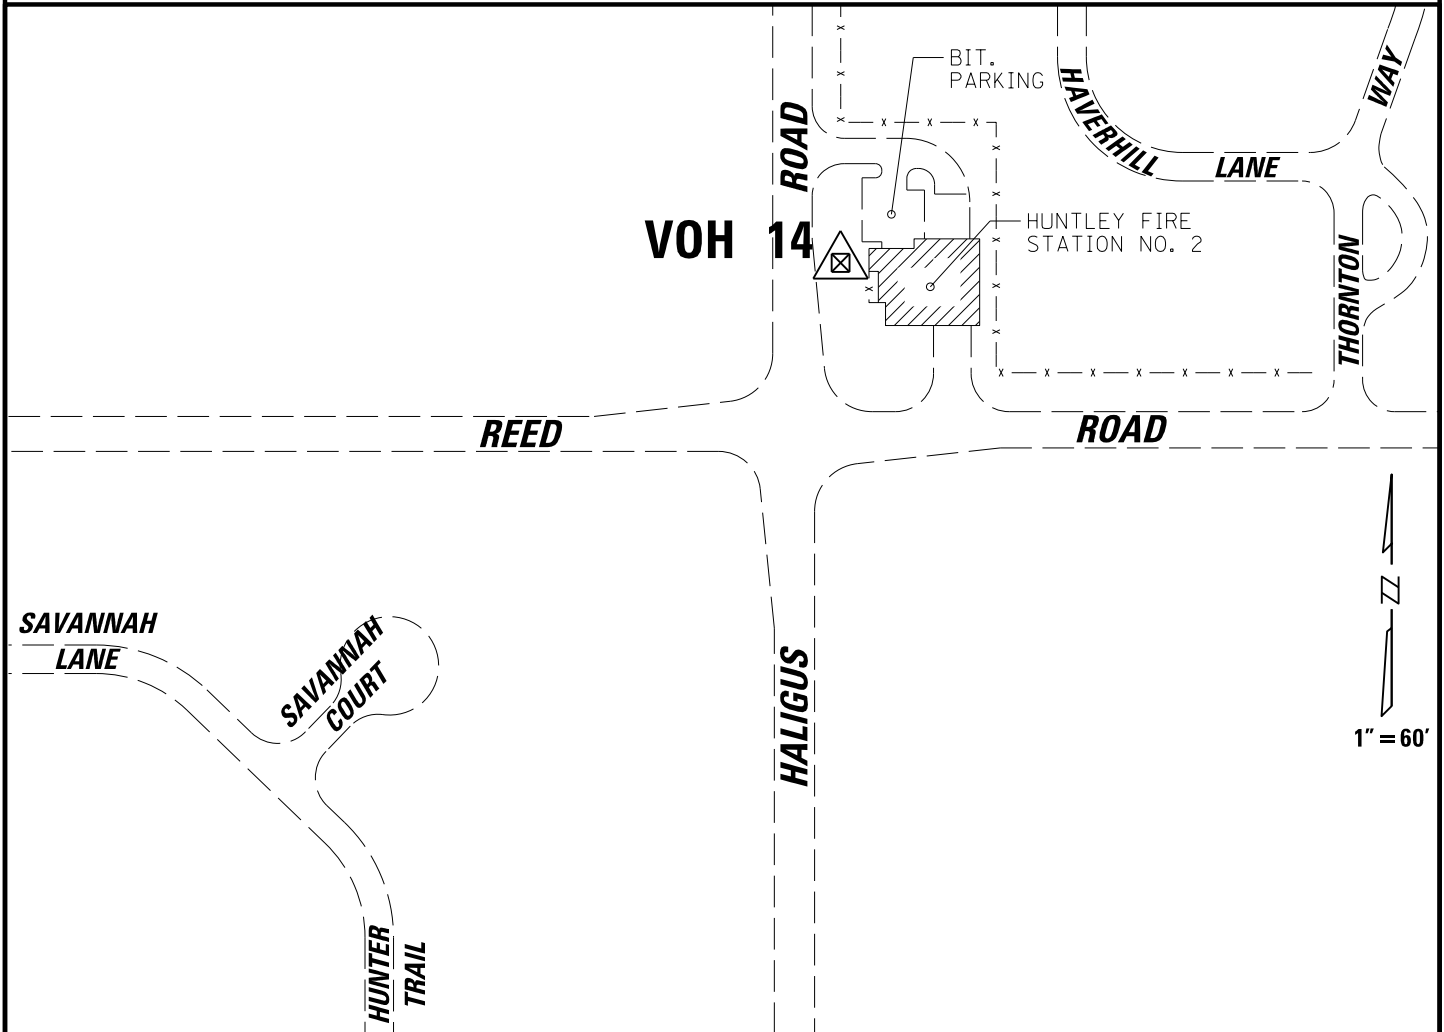 BIT.
PARKING
HAVERHILL
LANE
WAY
ROAD
VOH 14
HUNTLEY FIRE
STATION NO. 2
THORNTON
REED
ROAD
N
1" = 60'
SAVANNAH
LANE
SAVANNAH
COURT
HALIGUS
HUNTER
TRAIL